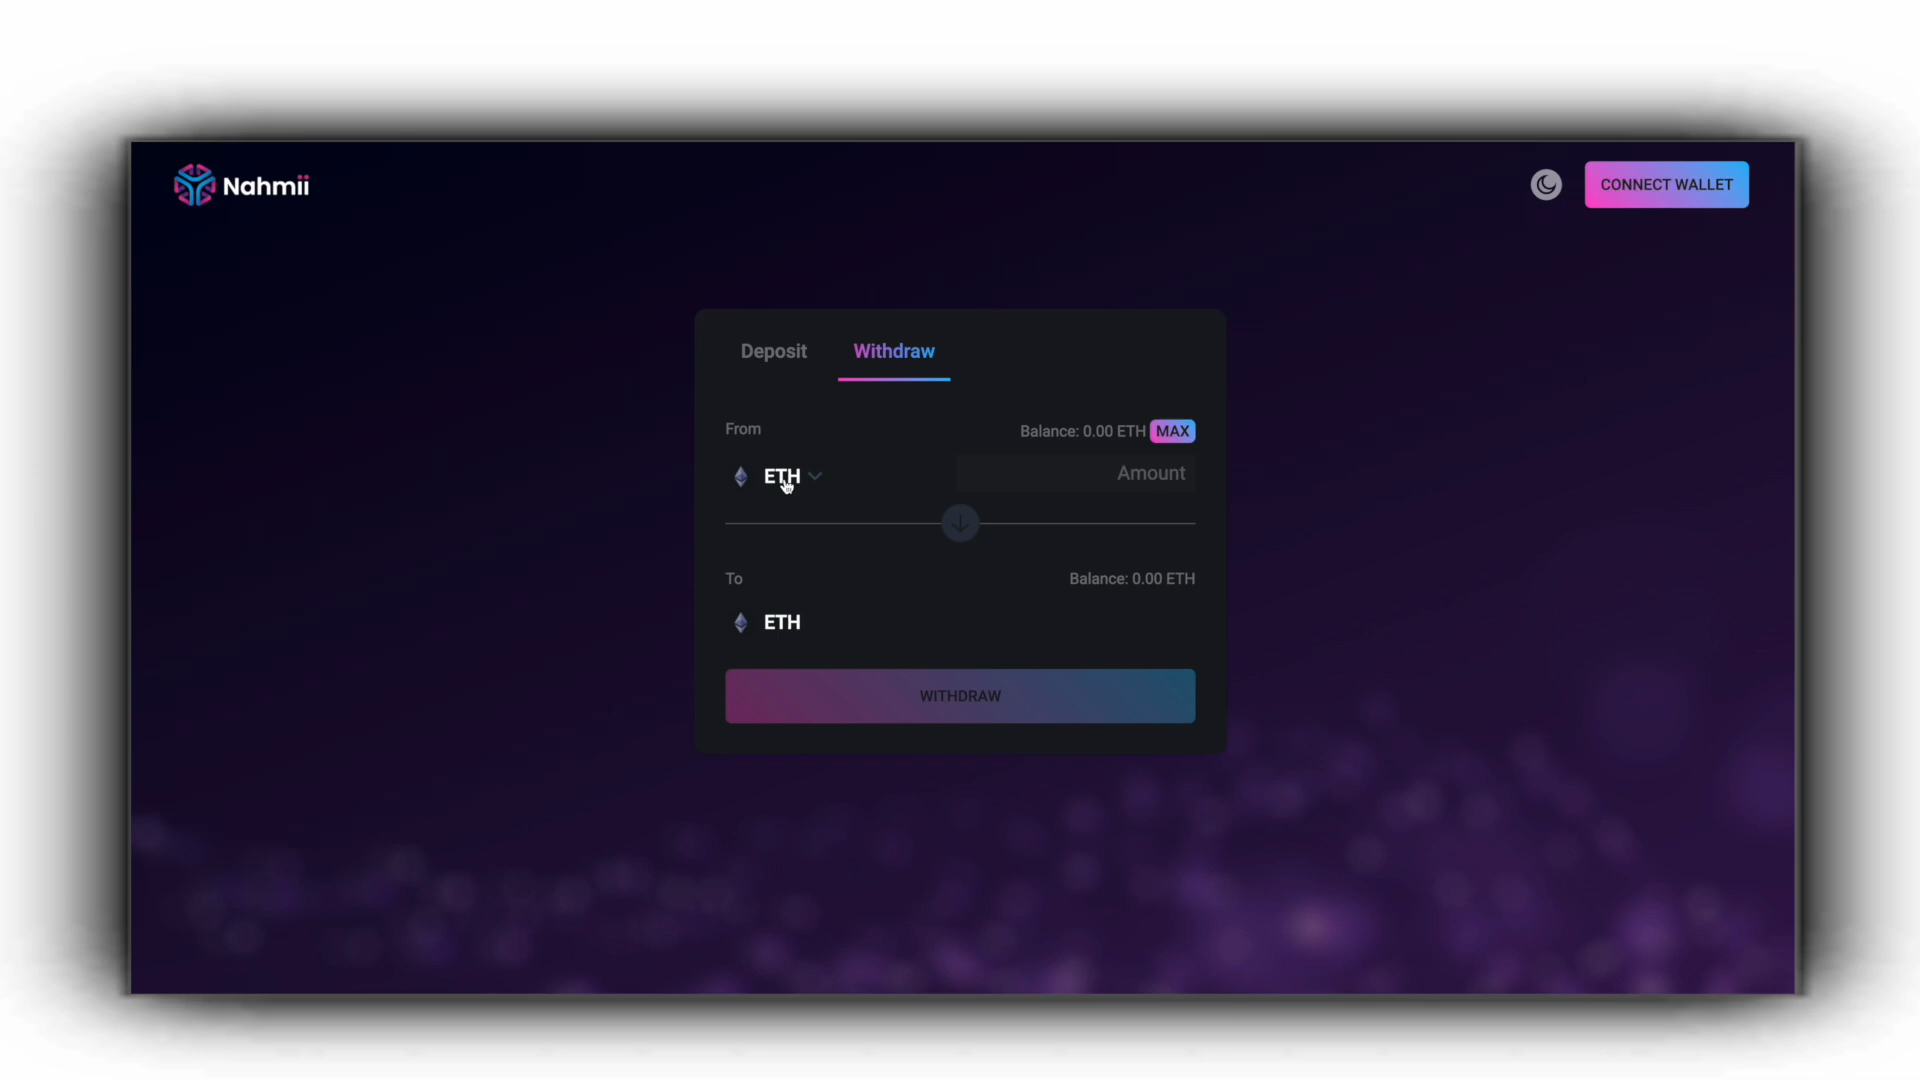 Nahmii
CONNECT WALLET
Deposit Withdraw
From Balance: 0.00 ETH MAX
ETH Amount
To Balance: 0.00 ETH
ETH
WITHDRAW